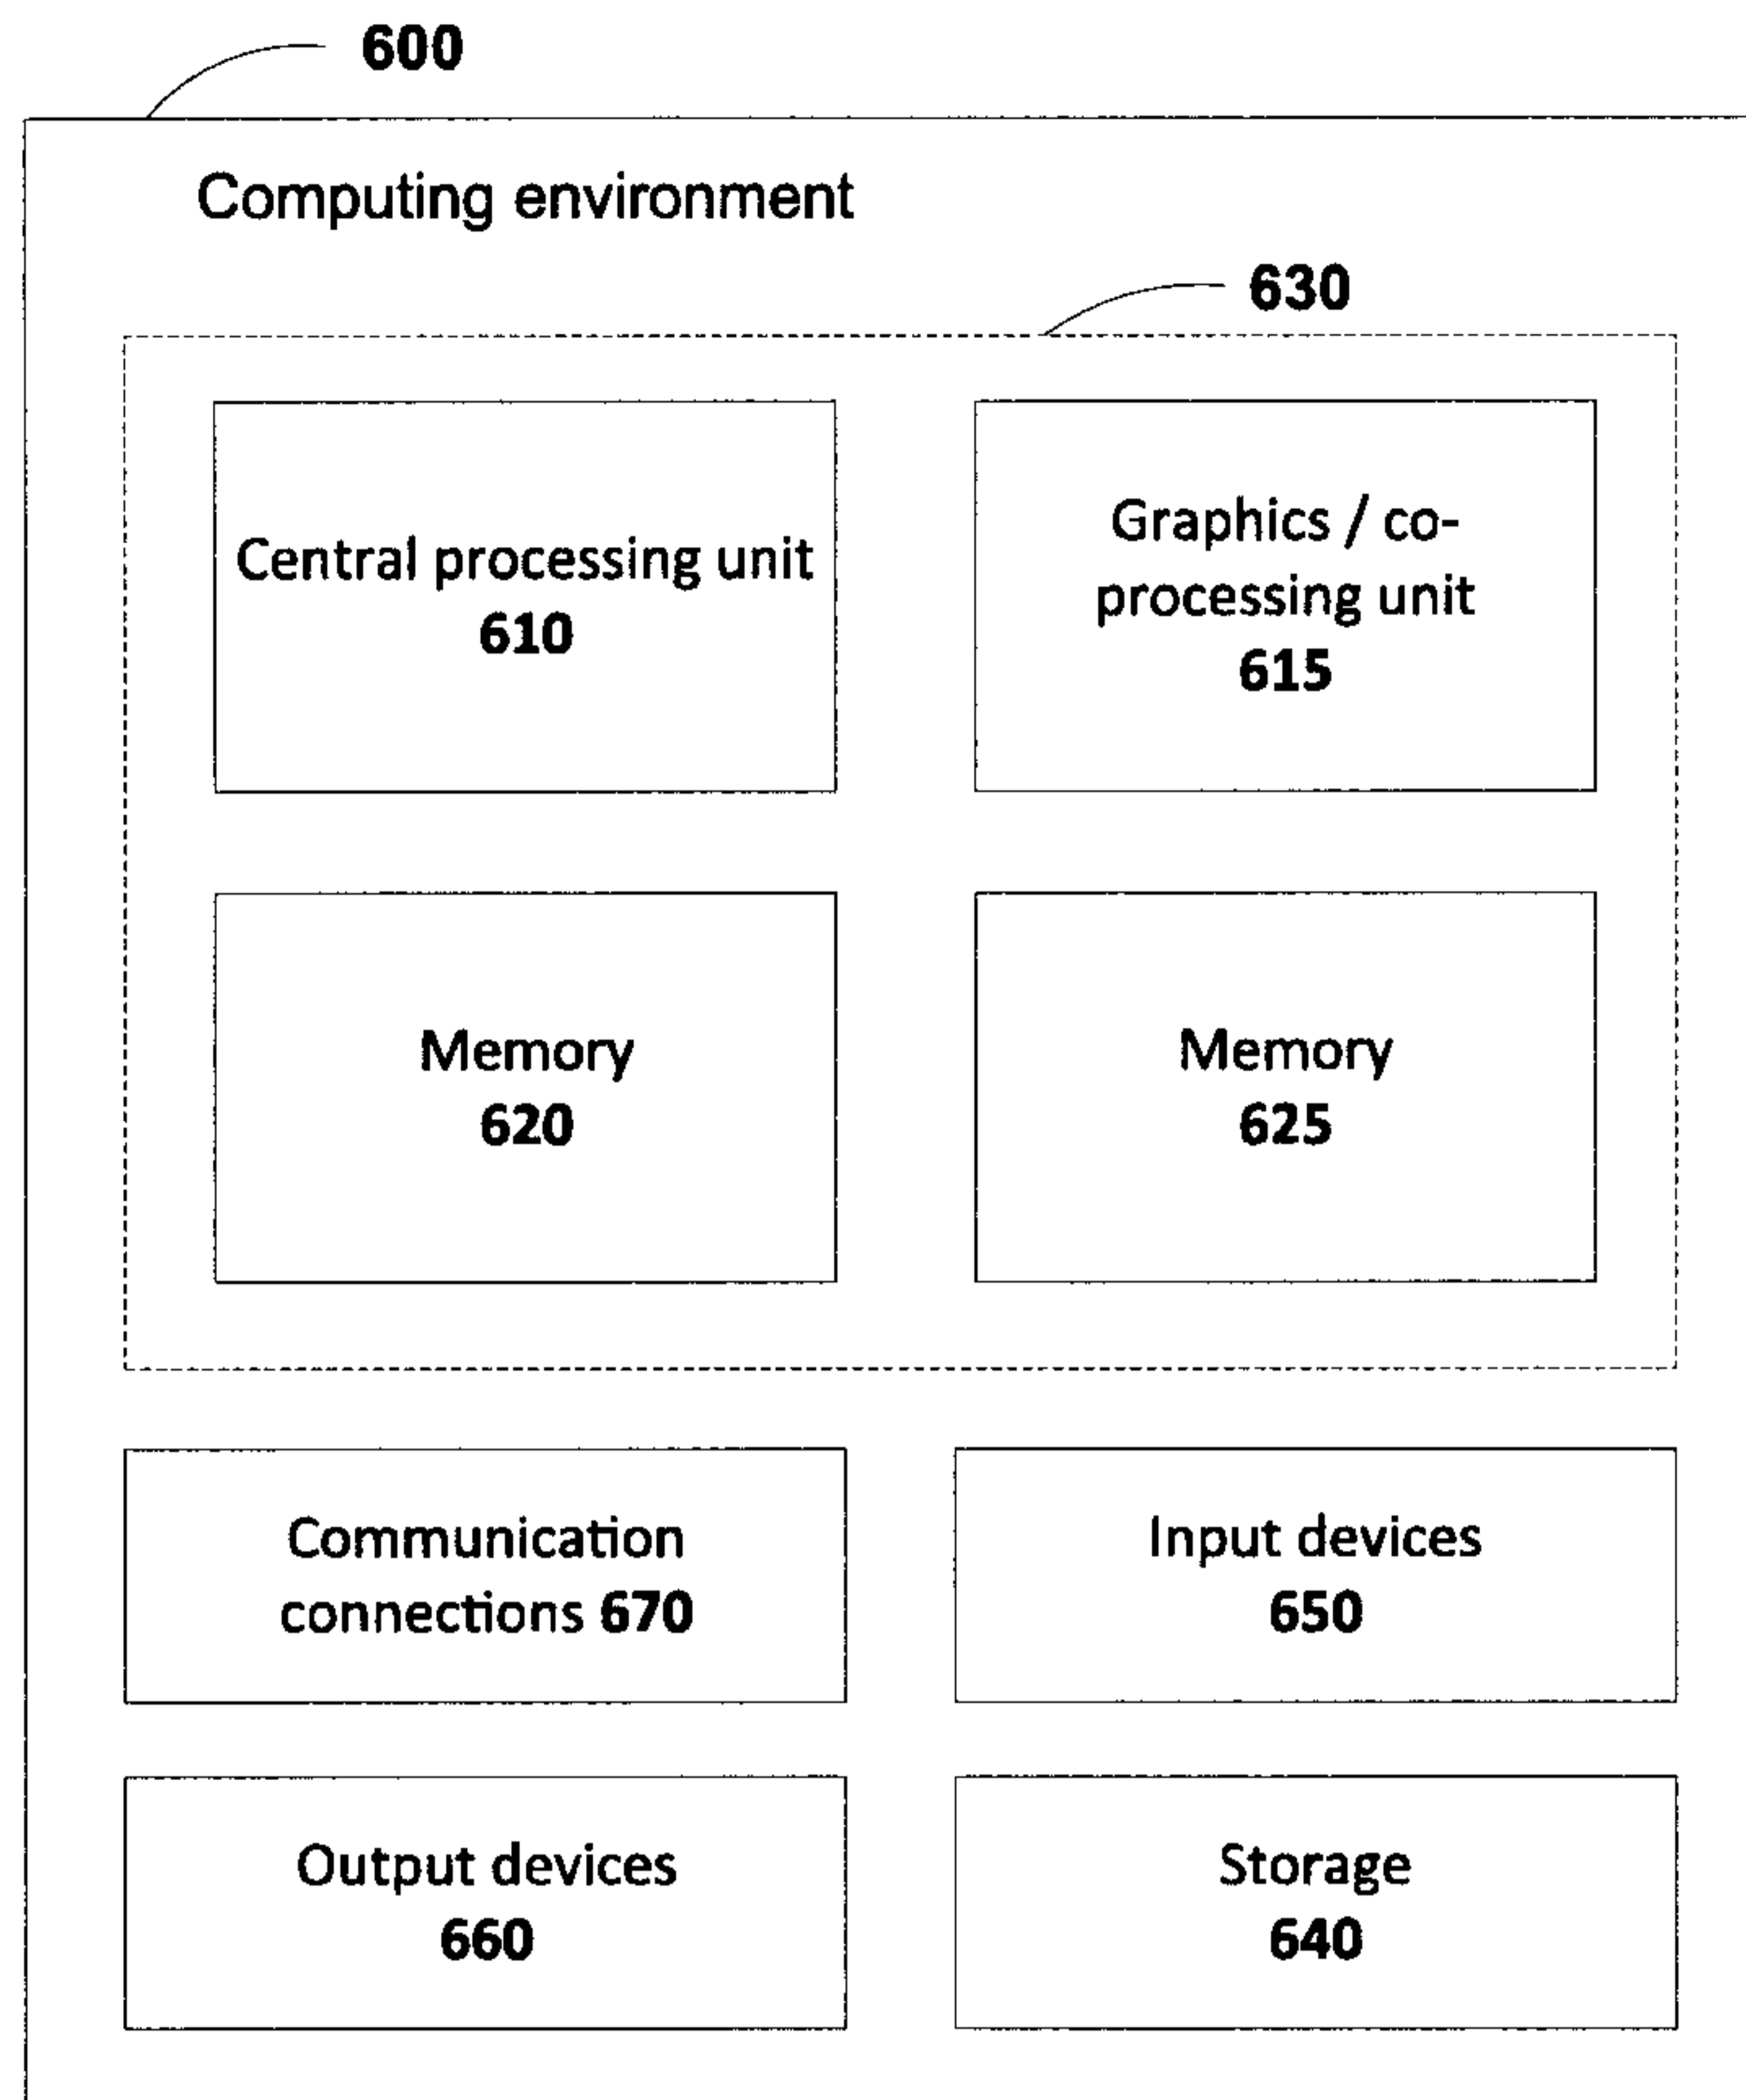 600
Computing environment
630
Central processing unit
610
Graphics / co-
processing unit
615
Memory
620
Memory
625
Communication
connections 670
Input devices
650
Output devices
660
Storage
640